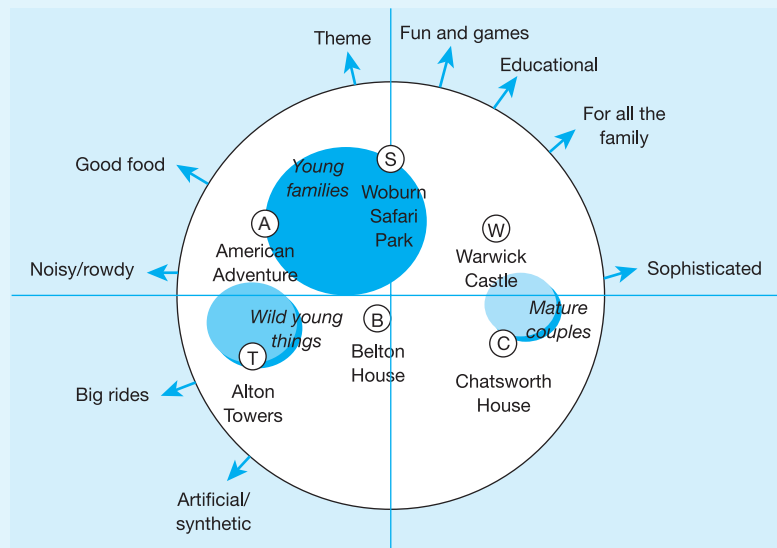 Theme
Fun and games
Educational
For all the
family
Good food
Young
families
S
Woburn
Safari
Park
A
American
Adventure
W
Warwick
Castle
Noisy/rowdy
Sophisticated
Wild young
things
B
Belton
House
Mature
couples
T
Alton
Towers
C
Chatsworth
House
Big rides
Artificial/
synthetic